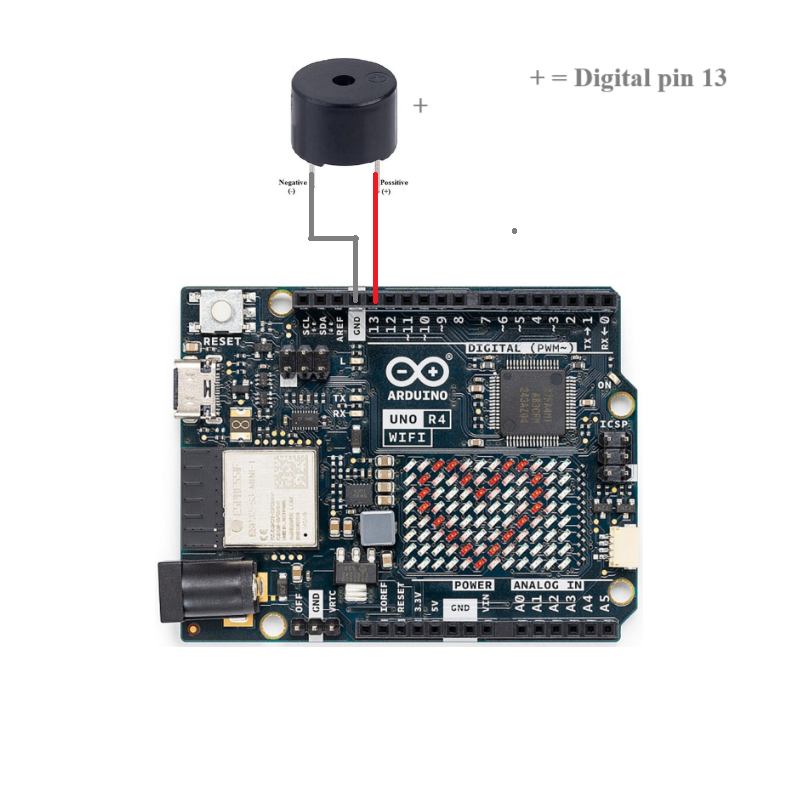 + = Digital pin 13
+
Negative
(-)
Possitive
(+)
RESET
SCL
SDA
AREF
GND
13
12
~11
~10
~9
8
7
~6
~5
4
~3
2
TX→1
RX←0
L
DIGITAL (PWM~)
ARDUINO
®
TX
RX
UNO R4
WIFI
ON
ICSP
OFF
GND
VRTC
IOREF
RESET
3.3V
5V
GND
VIN
POWER
ANALOG IN
A0
A1
A2
A3
A4
A5